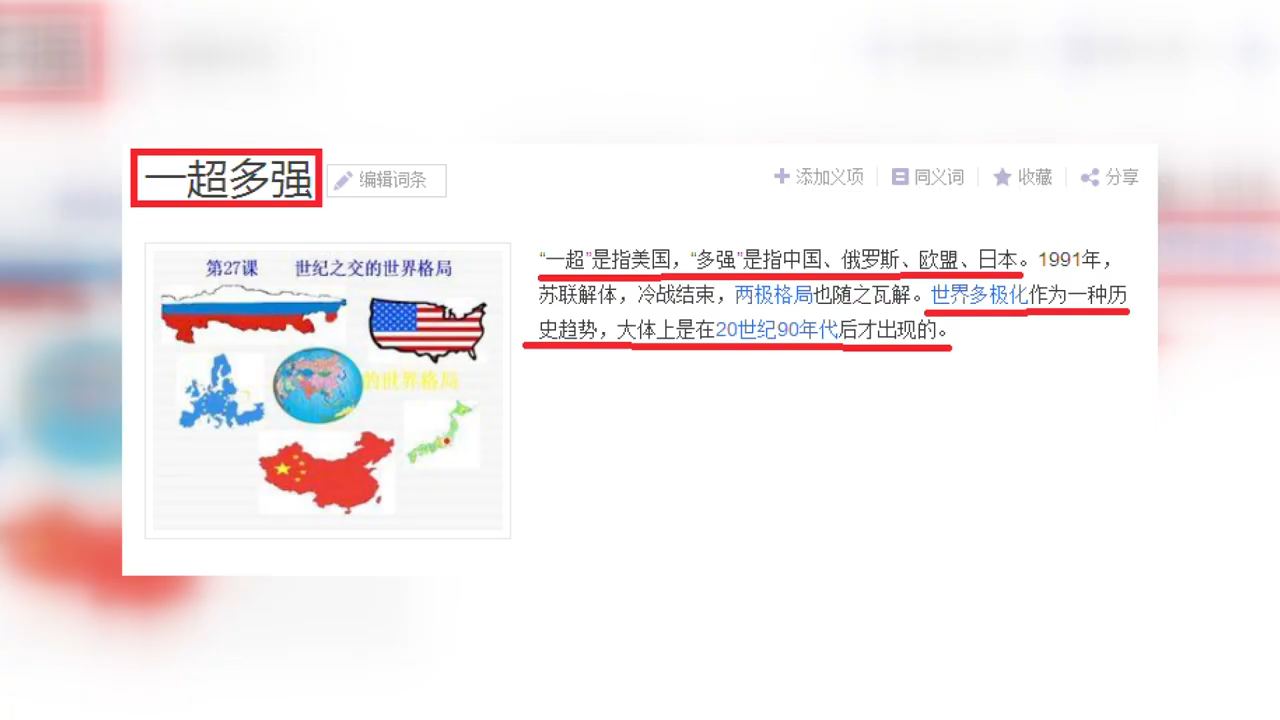 一超多强
编辑词条
添加义项
同义词
收藏
分享
第27课 世纪之交的世界格局
的世界格局
“一超”是指美国，“多强”是指中国、俄罗斯、欧盟、日本。1991年，
苏联解体，冷战结束，两极格局也随之瓦解。世界多极化作为一种历
史趋势，大体上是在20世纪90年代后才出现的。